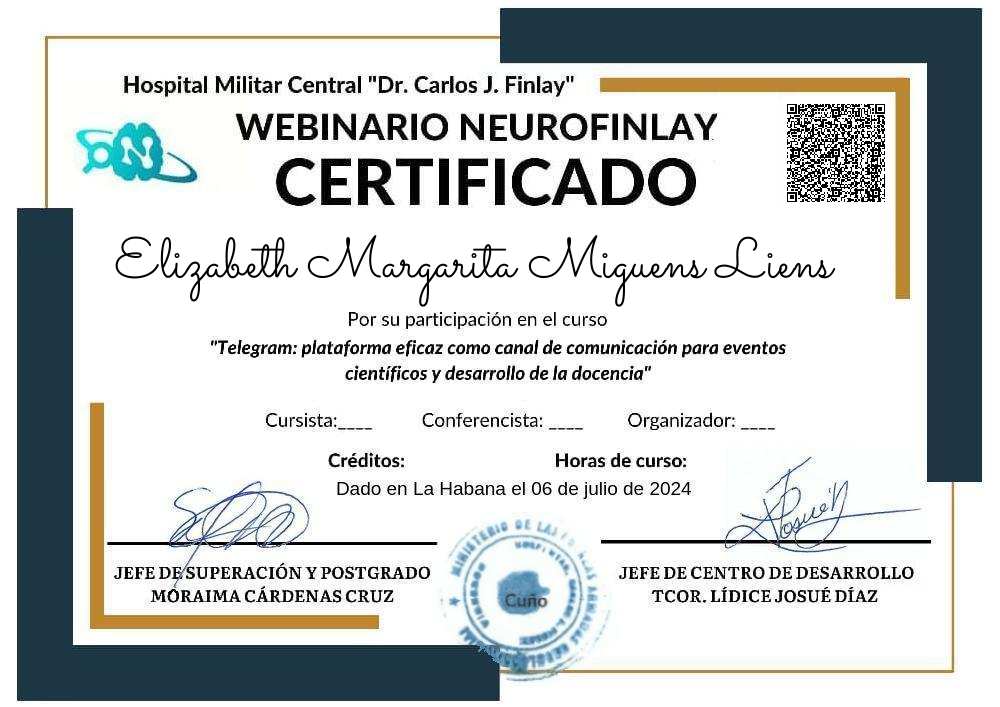 Hospital Militar Central "Dr. Carlos J. Finlay"
WEBINARIO NEUROFINLAY
CERTIFICADO
Elizabeth Margarita Miguens Liens
Por su participación en el curso
"Telegram: plataforma eficaz como canal de comunicación para eventos
científicos y desarrollo de la docencia"
Cursista:____ Conferencista: ____ Organizador: ____
Créditos: Horas de curso:
Dado en La Habana el 06 de julio de 2024
JEFE DE SUPERACIÓN Y POSTGRADO
MORAIMA CÁRDENAS CRUZ
JEFE DE CENTRO DE DESARROLLO
TCOR. LÍDICE JOSUÉ DÍAZ
MINISTERIO DE LAS
Cuño